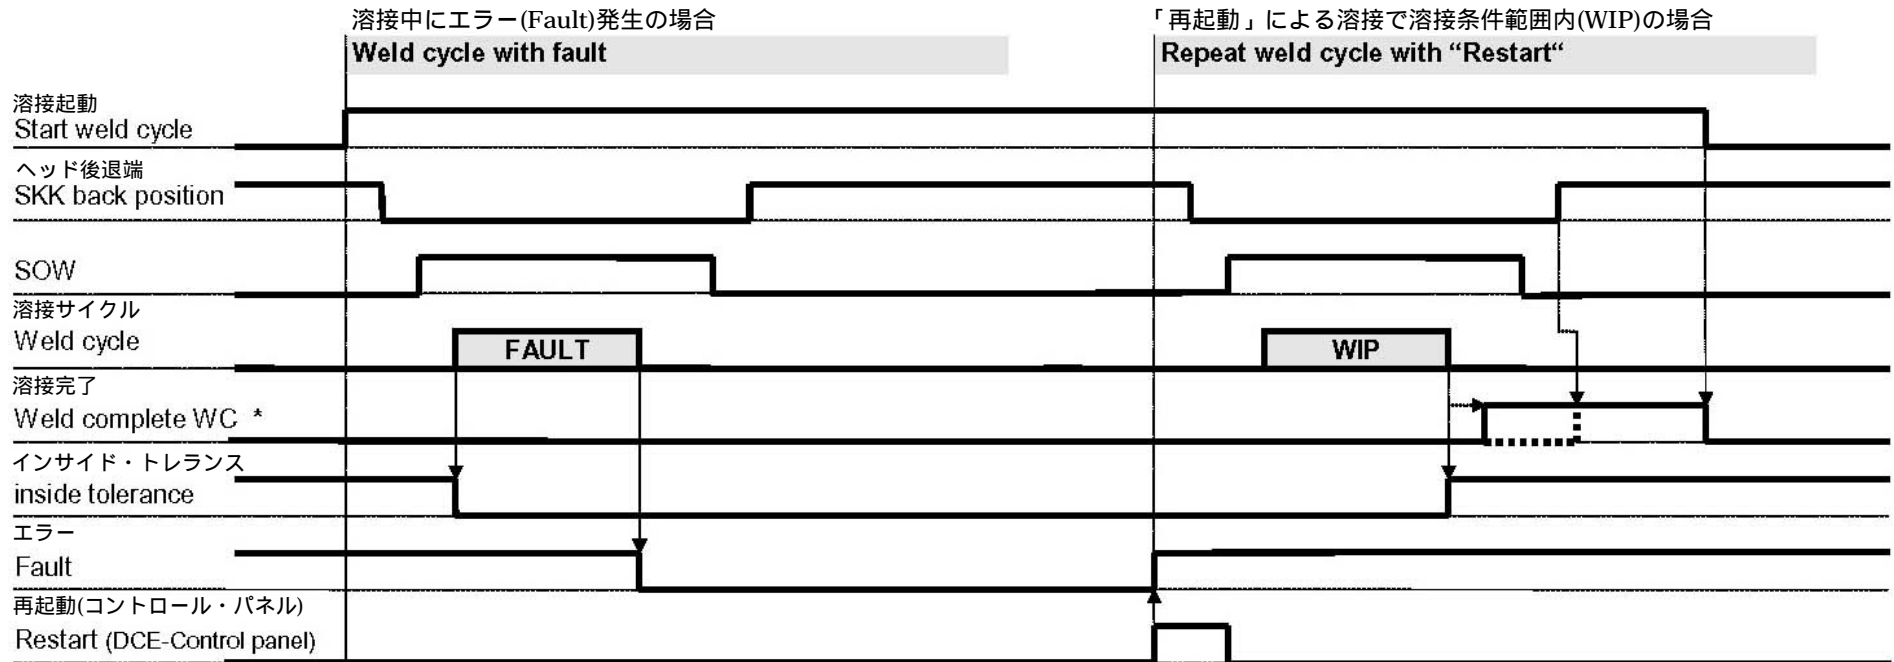 溶接中にエラー(Fault)発生の場合
「再起動」による溶接で溶接条件範囲内(WIP)の場合
Weld cycle with fault
Repeat weld cycle with “Restart“
溶接起動
Start weld cycle
ヘッド後退端
SKK back position
SOW
溶接サイクル
Weld cycle
FAULT
WIP
溶接完了
Weld complete WC *
インサイド・トレランス
inside tolerance
エラー
Fault
再起動(コントロール・パネル)
Restart (DCE-Control panel)